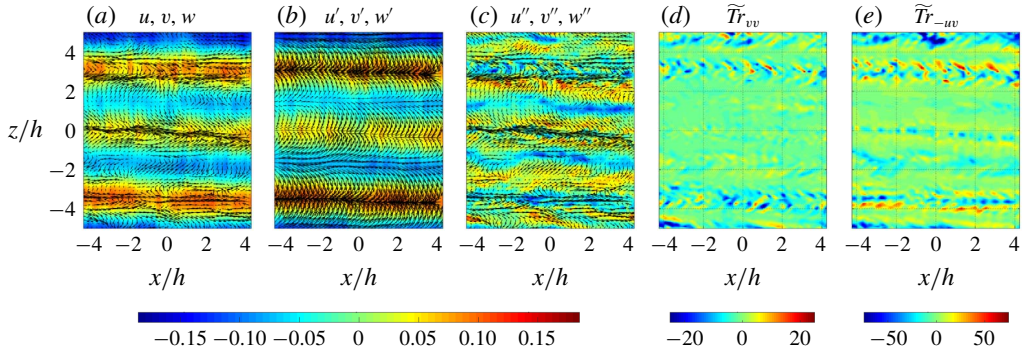 (a) u, v, w (b) u′, v′, w′ (c) u″, v″, w″ (d) T̃r_vv (e) T̃r_−uv
4
2
z/h 0
−2
−4
−4 −2 0 2 4 −4 −2 0 2 4 −4 −2 0 2 4 −4 −2 0 2 4 −4 −2 0 2 4
x/h x/h x/h x/h x/h
−0.15 −0.10 −0.05 0 0.05 0.10 0.15 −20 0 20 −50 0 50